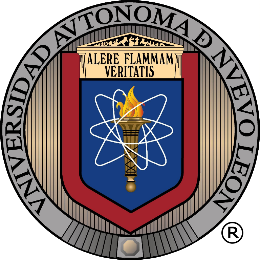 VNIVERSIDAD AVTONOMA D NVEVO LEON
ALERE FLAMMAM
VERITATIS
®